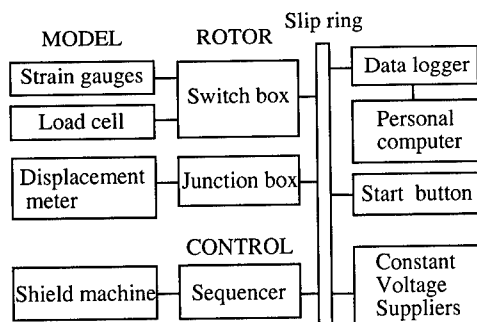 Slip ring
MODEL
ROTOR
Strain gauges
Switch box
Data logger
Load cell
Personal
computer
Displacement
meter
Junction box
Start button
CONTROL
Shield machine
Sequencer
Constant
Voltage
Suppliers